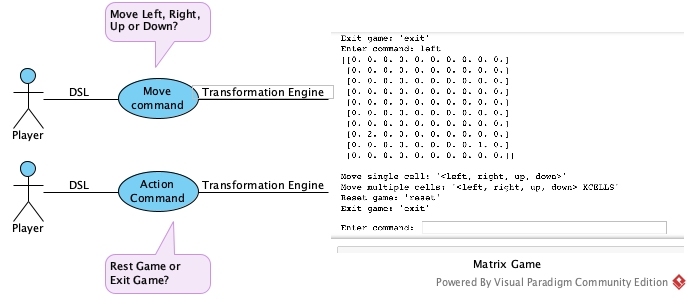 Move Left, Right,
Up or Down?
DSL
Move
command
Transformation Engine
Player
DSL
Action
Command
Transformation Engine
Player
Rest Game or
Exit Game?
Exit game: 'exit'
Enter command: left
[[0. 0. 0. 0. 0. 0. 0. 0. 0. 0.]
[0. 0. 0. 0. 0. 0. 0. 0. 0. 0.]
[0. 0. 0. 0. 0. 0. 0. 0. 0. 0.]
[0. 0. 0. 0. 0. 0. 0. 0. 0. 0.]
[0. 0. 0. 0. 0. 0. 0. 0. 0. 0.]
[0. 0. 0. 0. 0. 0. 0. 0. 0. 0.]
[0. 0. 0. 0. 0. 0. 0. 0. 0. 0.]
[0. 2. 0. 0. 0. 0. 0. 0. 0. 0.]
[0. 0. 0. 0. 0. 0. 0. 0. 1. 0.]
[0. 0. 0. 0. 0. 0. 0. 0. 0. 0.]]
Move single cell: '<left, right, up, down>'
Move multiple cells: '<left, right, up, down> XCELLS'
Reset game: 'reset'
Exit game: 'exit'
Enter command:
Matrix Game
Powered By Visual Paradigm Community Edition